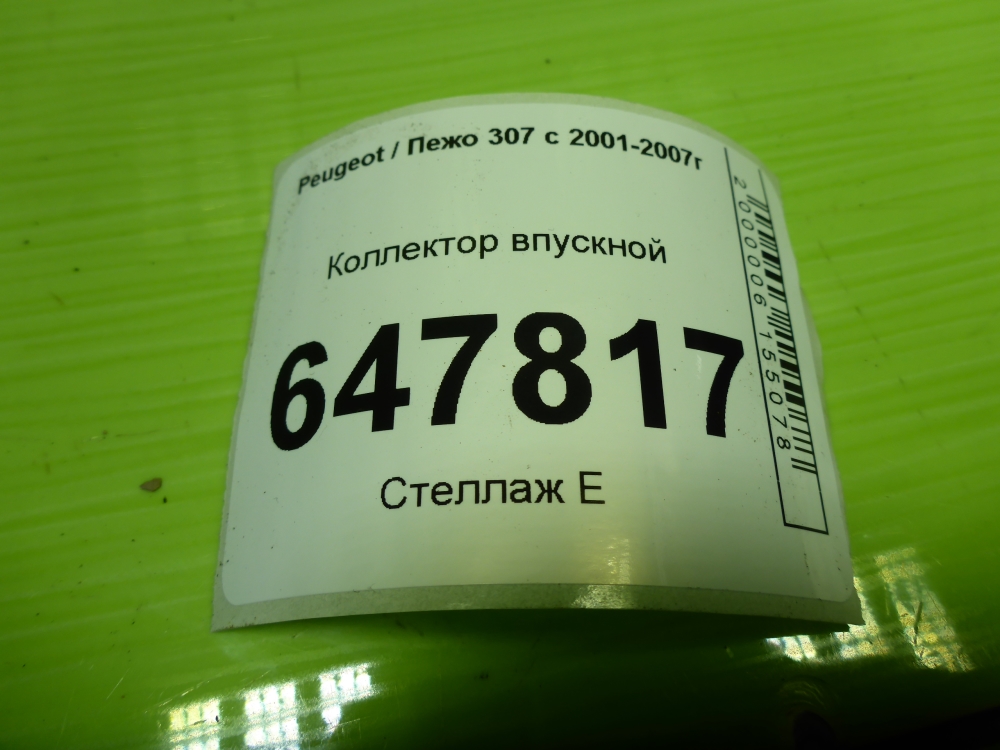 Peugeot / Пежо 307 с 2001-2007г
Коллектор впускной
647817
Стеллаж Е
2000006155078